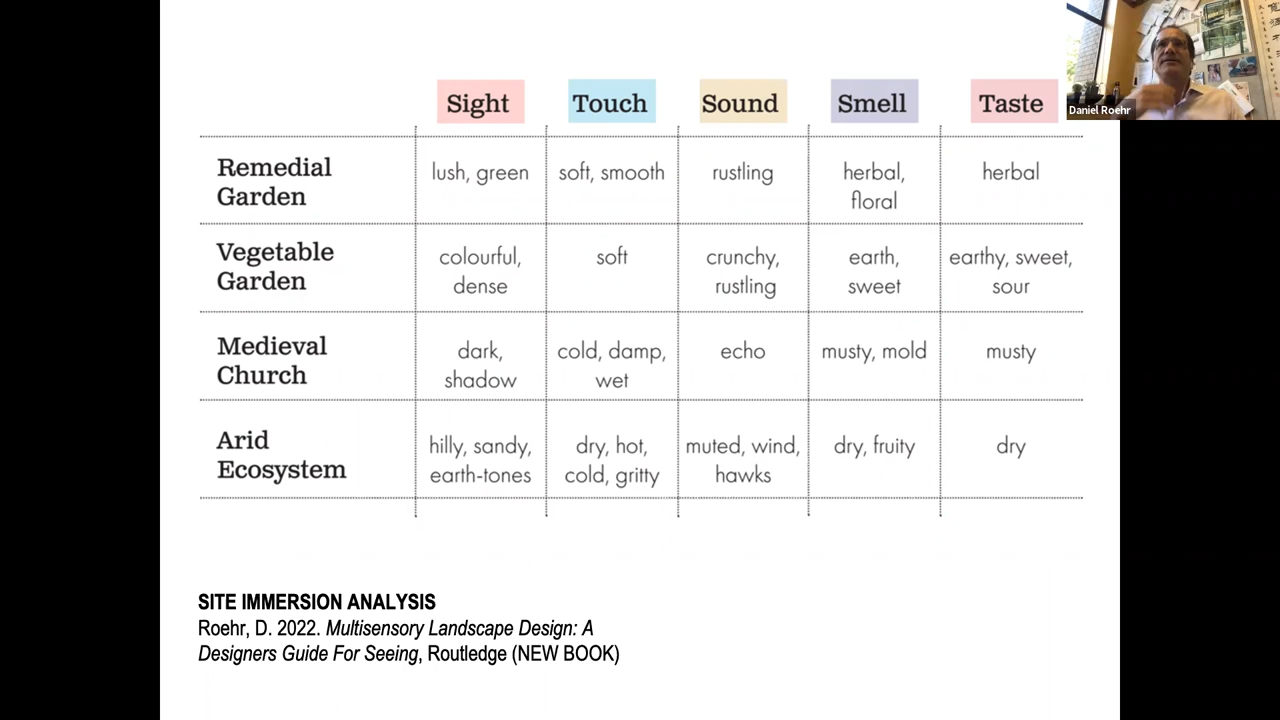 Sight Touch Sound Smell Taste
Daniel Roehr
Remedial
Garden
lush, green soft, smooth rustling herbal, herbal
floral
Vegetable
Garden
colourful, soft crunchy, earth, earthy, sweet,
dense rustling sweet sour
Medieval
Church
dark, cold, damp, echo musty, mold musty
shadow wet
Arid
Ecosystem
hilly, sandy, dry, hot, muted, wind, dry, fruity dry
earth-tones cold, gritty hawks
SITE IMMERSION ANALYSIS
Roehr, D. 2022. Multisensory Landscape Design: A
Designers Guide For Seeing, Routledge (NEW BOOK)